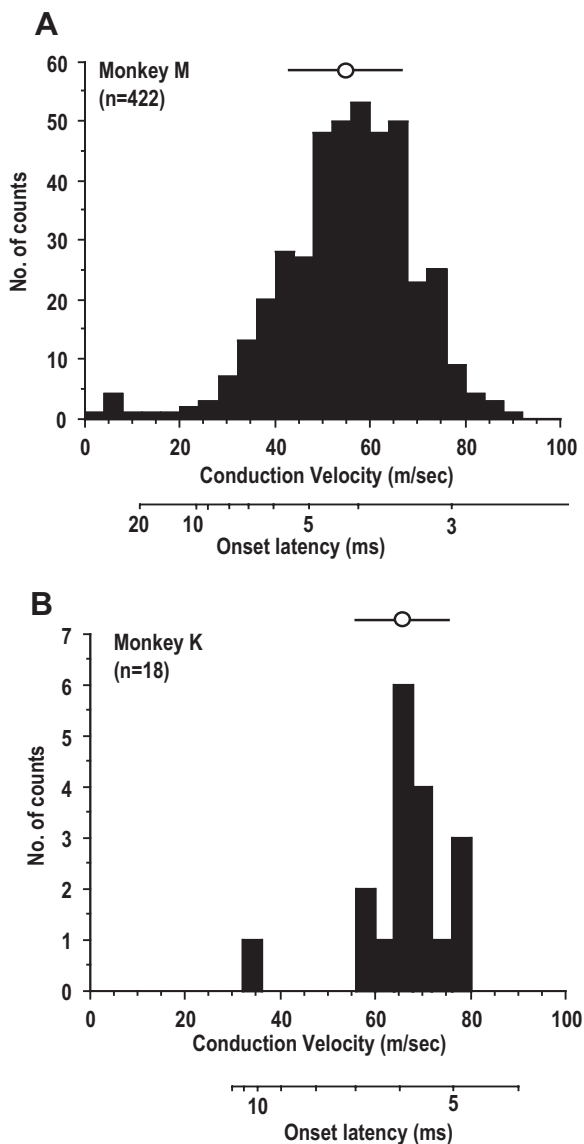 A
Monkey M
(n=422)
No. of counts
60
50
40
30
20
10
0
0 20 40 60 80 100
Conduction Velocity (m/sec)
20 10 5 3
Onset latency (ms)
B
Monkey K
(n=18)
No. of counts
7
6
5
4
3
2
1
0
0 20 40 60 80 100
Conduction Velocity (m/sec)
10 5
Onset latency (ms)